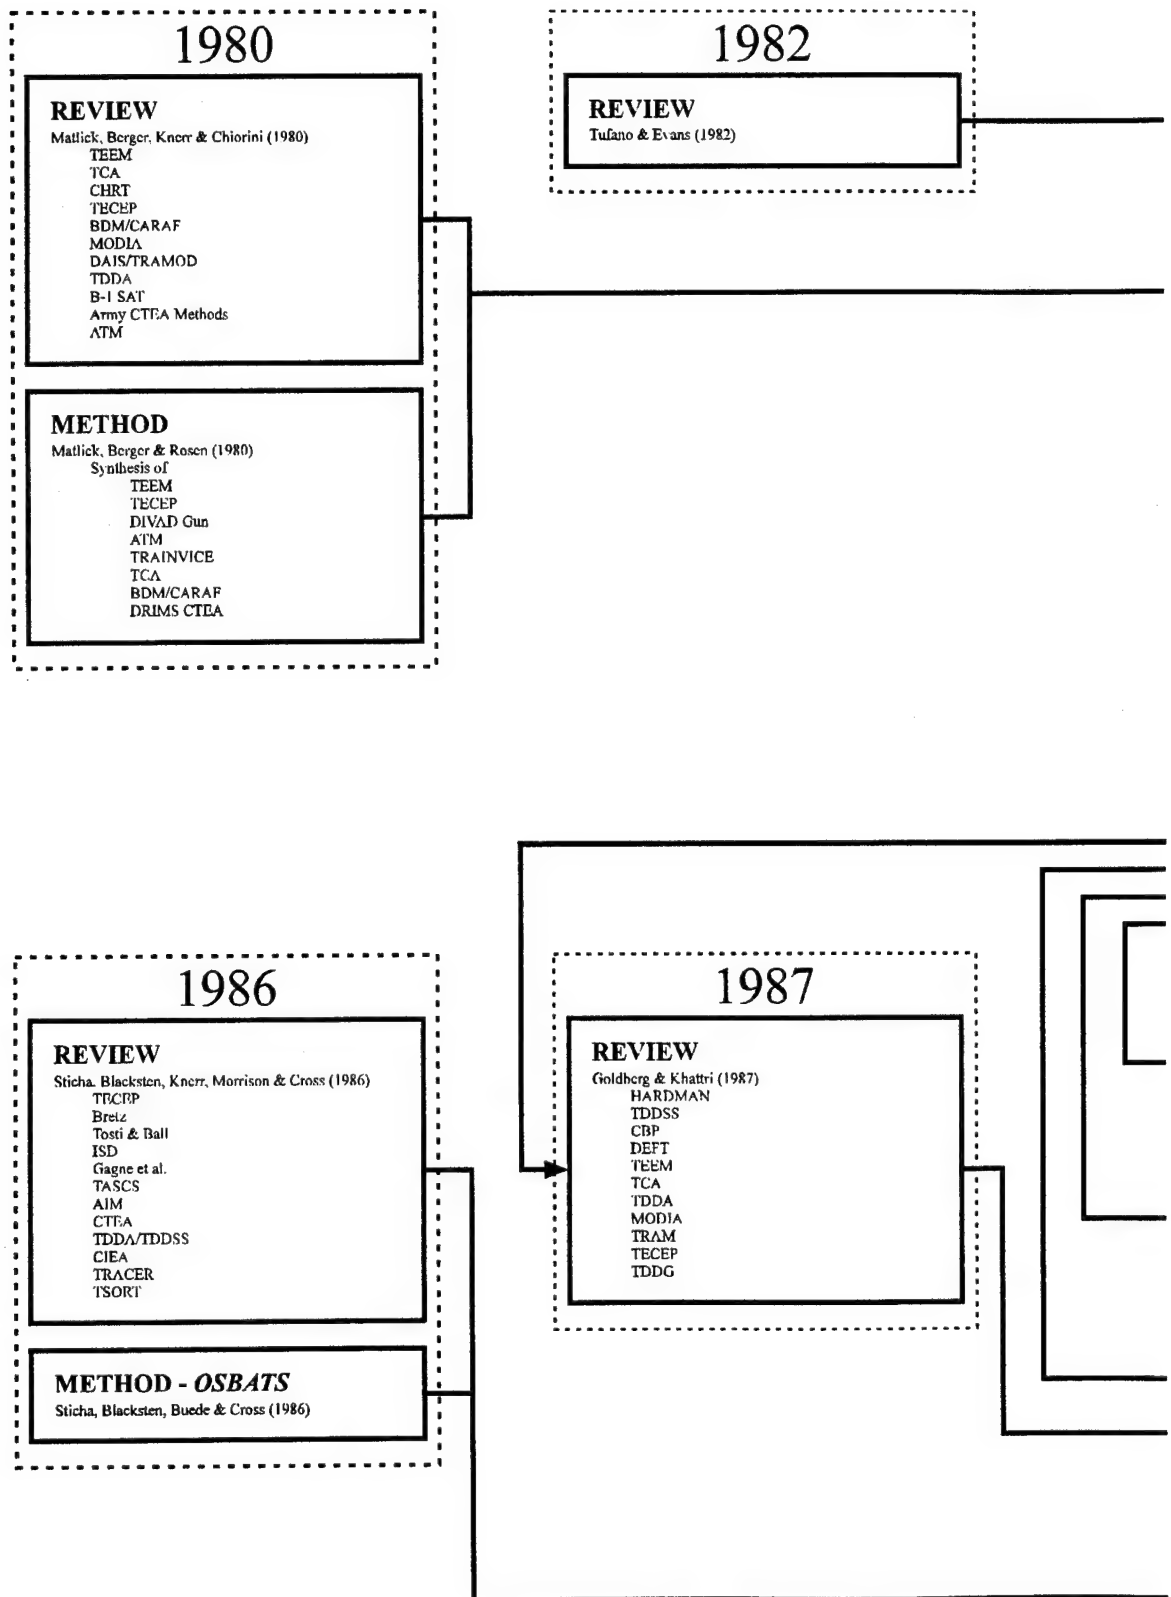 1980
REVIEW
Matlick, Berger, Knerr & Chiorini (1980)
TEEM
TCA
CHRT
TECEP
BDM/CARAF
MODIA
DAIS/TRAMOD
TDDA
B-1 SAT
Army CTEA Methods
ATM
METHOD
Matlick, Berger & Rosen (1980)
Synthesis of
TEEM
TECEP
DIVAD Gun
ATM
TRAINVICE
TCA
BDM/CARAF
DRIMS CTEA
1982
REVIEW
Tufano & Evans (1982)
1986
REVIEW
Sticha, Blacksten, Knerr, Morrison & Cross (1986)
TECEP
Bretz
Tosti & Ball
ISD
Gagne et al.
TASCS
AIM
CTEA
TDDA/TDDSS
CIEA
TRACER
TSORT
METHOD - OSBATS
Sticha, Blacksten, Buede & Cross (1986)
1987
REVIEW
Goldberg & Khattri (1987)
HARDMAN
TDDSS
CBP
DEFT
TEEM
TCA
TDDA
MODIA
TRAM
TECEP
TDDG